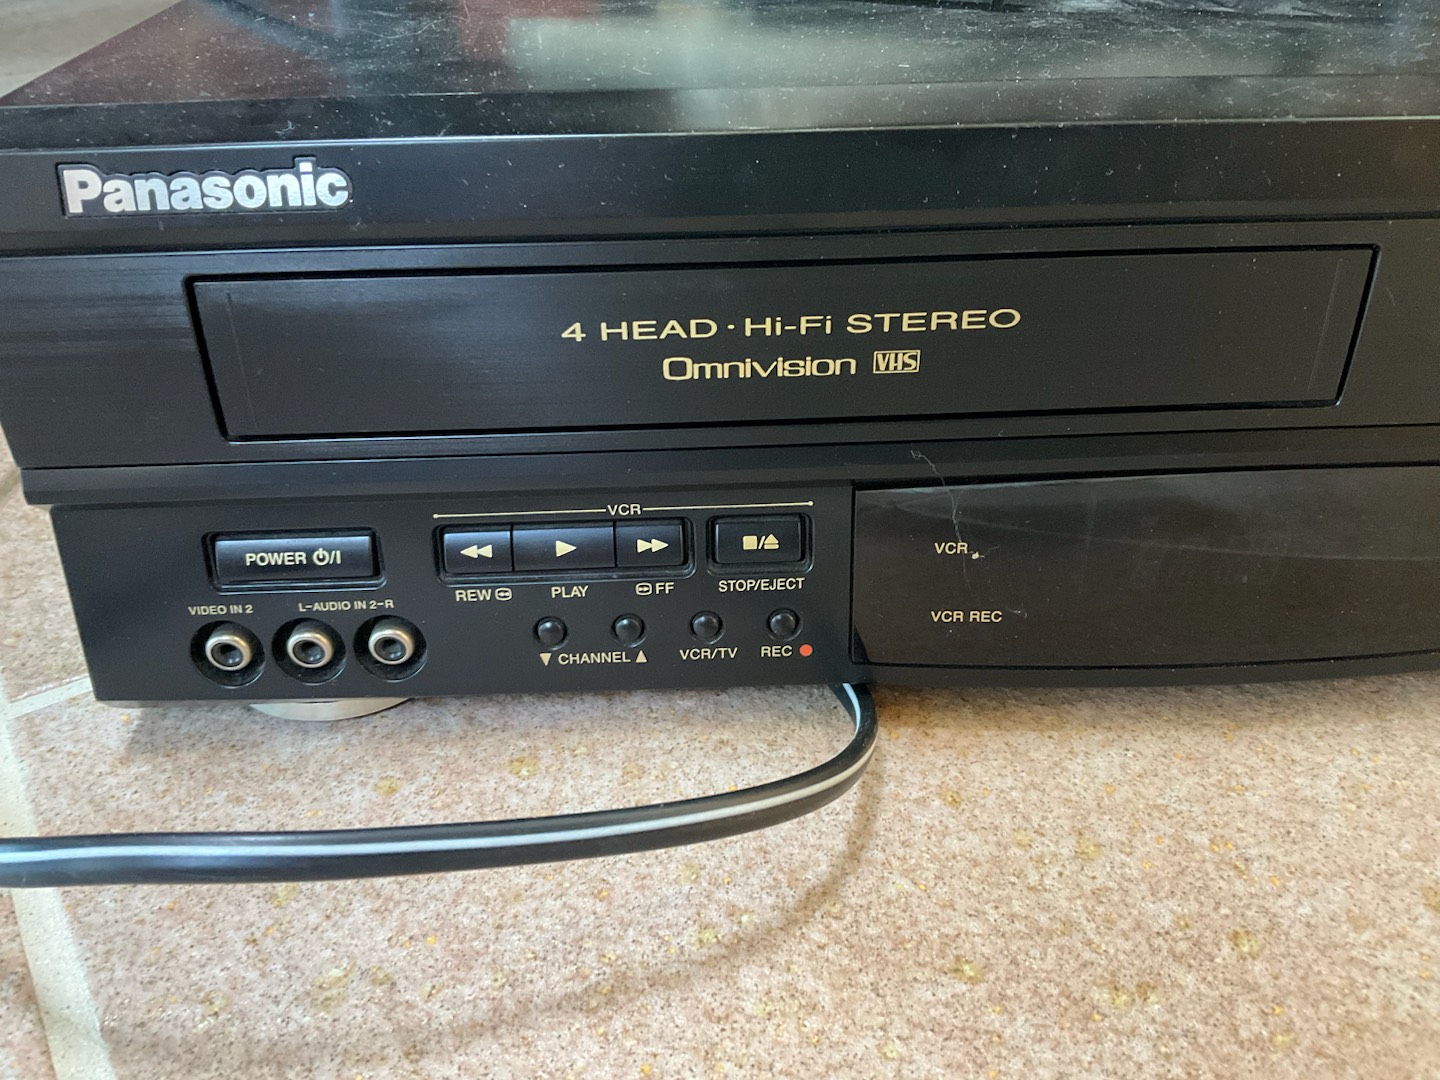 Panasonic
4 HEAD · Hi-Fi STEREO
Omnivision VHS
VCR
POWER ⏻/I
■/⏏
REW PLAY FF STOP/EJECT
VIDEO IN 2 L-AUDIO IN 2-R
▼ CHANNEL ▲ VCR/TV REC
VCR
VCR REC